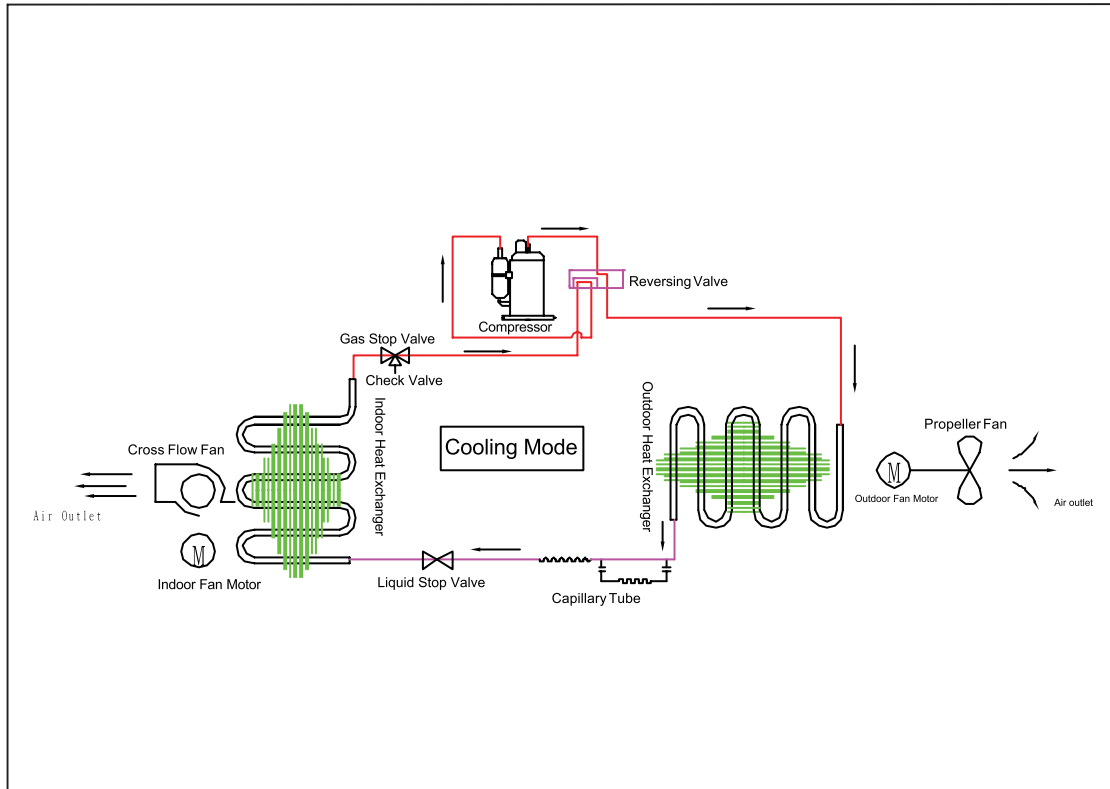 Reversing Valve
Compressor
Gas Stop Valve
Check Valve
Indoor Heat Exchanger
Outdoor Heat Exchanger
Cooling Mode
Cross Flow Fan
Air Outlet
M
Indoor Fan Motor
Liquid Stop Valve
Capillary Tube
Propeller Fan
M
Outdoor Fan Motor
Air outlet